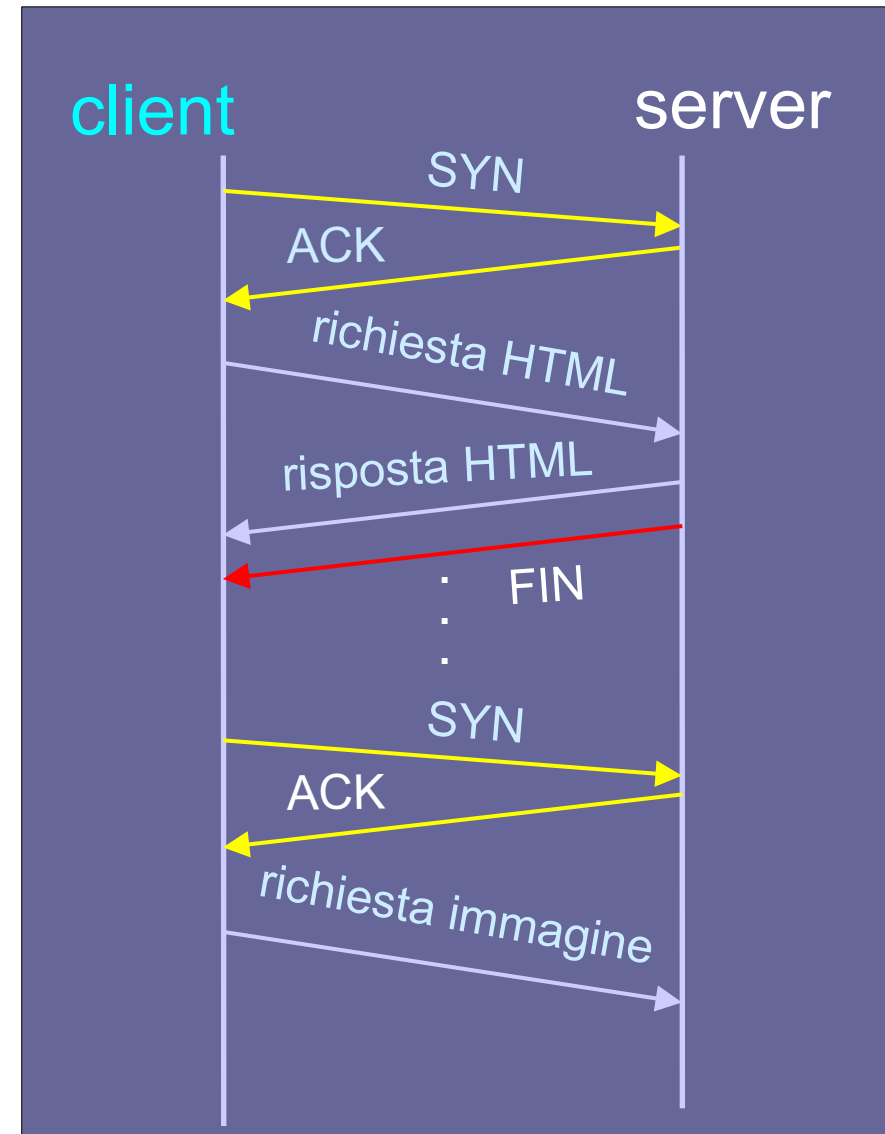 client
server
SYN
ACK
richiesta HTML
risposta HTML
FIN
.
.
.
SYN
ACK
richiesta immagine